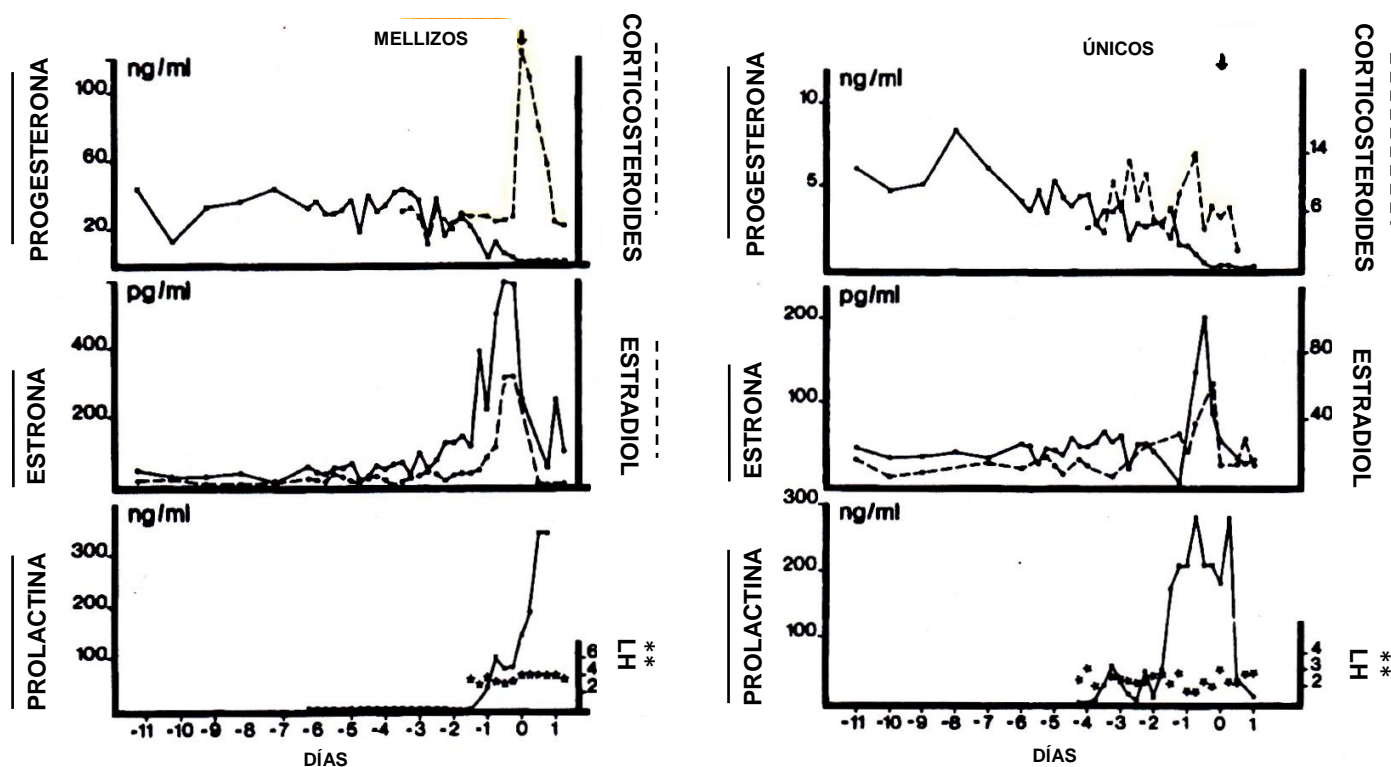 MELLIZOS
ng/ml
100
60
20
PROGESTERONA
CORTICOSTEROIDES
pg/ml
400
200
ESTRONA
ESTRADIOL
ng/ml
300
200
100
PROLACTINA
6
4
2
LH
**
-11 -10 -9 -8 -7 -6 -5 -4 -3 -2 -1 0 1
DÍAS
ÚNICOS
ng/ml
10
5
PROGESTERONA
14
6
CORTICOSTEROIDES
pg/ml
200
100
ESTRONA
80
40
ESTRADIOL
300
ng/ml
200
100
PROLACTINA
4
3
2
LH
**
-11 -10 -9 -8 -7 -6 -5 -4 -3 -2 -1 0 1
DÍAS